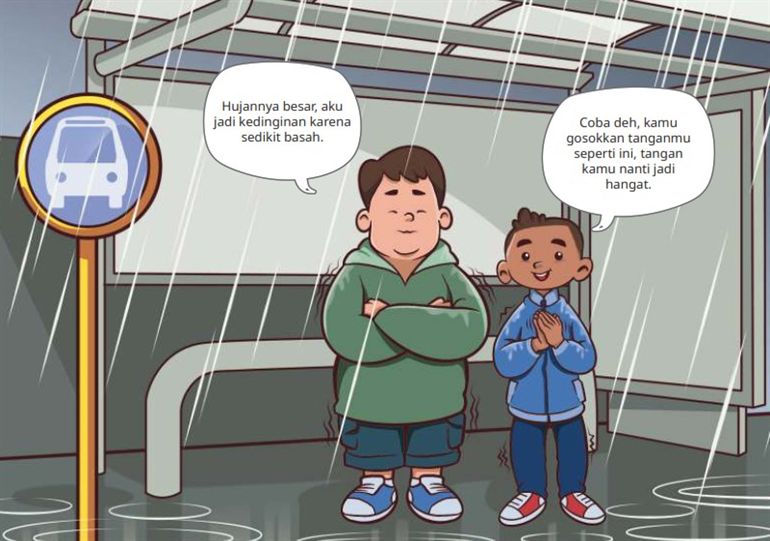 Hujannya besar, aku
jadi kedinginan karena
sedikit basah.
Coba deh, kamu
gosokkan tanganmu
seperti ini, tangan
kamu nanti jadi
hangat.